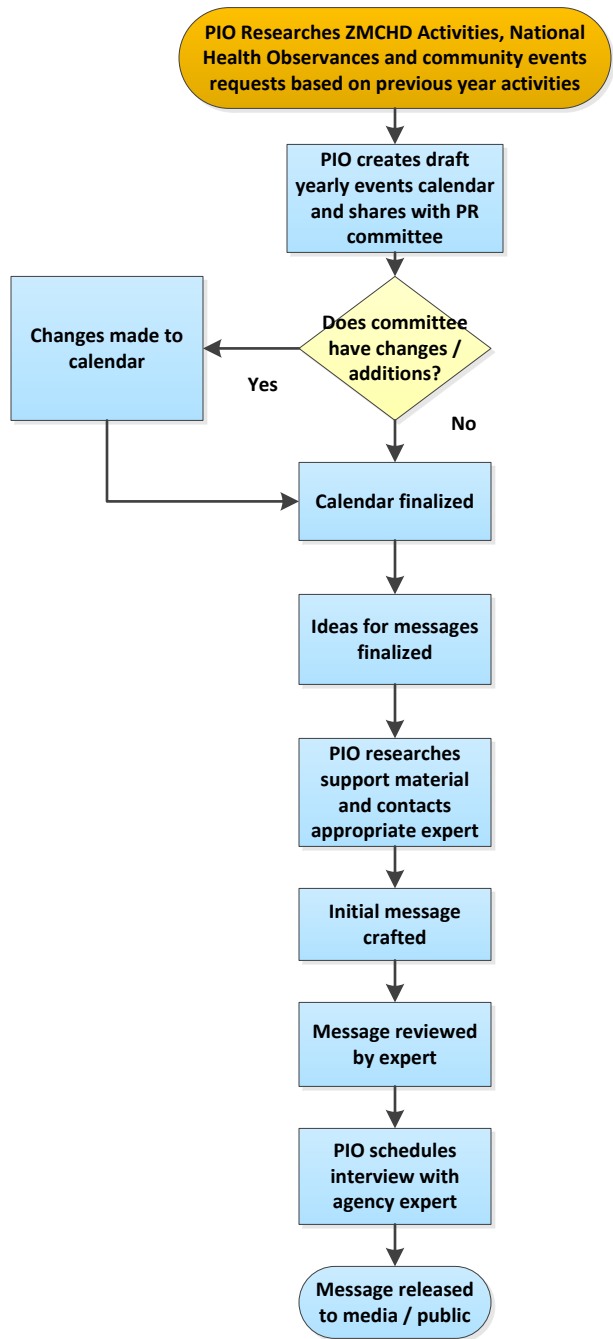 PIO Researches ZMCHD Activities, National
Health Observances and community events
requests based on previous year activities
PIO creates draft
yearly events calendar
and shares with PR
committee
Does committee
have changes /
additions?
Changes made to
calendar
Yes
No
Calendar finalized
Ideas for messages
finalized
PIO researches
support material
and contacts
appropriate expert
Initial message
crafted
Message reviewed
by expert
PIO schedules
interview with
agency expert
Message released
to media / public